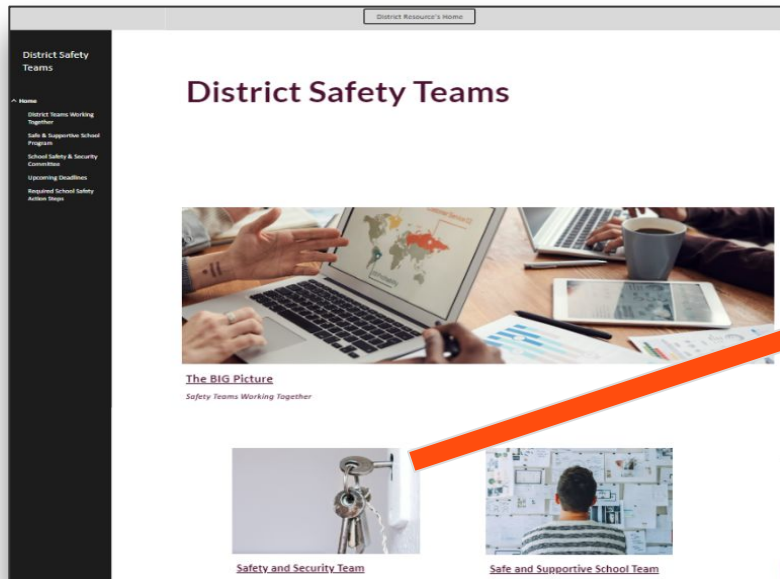 District Resource's Home
District Safety
Teams
Home
District Teams Working
Together
Safe & Supportive School
Program
School Safety & Security
Committee
Upcoming Deadlines
Required School Safety
Action Steps
District Safety Teams
The BIG Picture
Safety Teams Working Together
Safety and Security Team
Safe and Supportive School Team